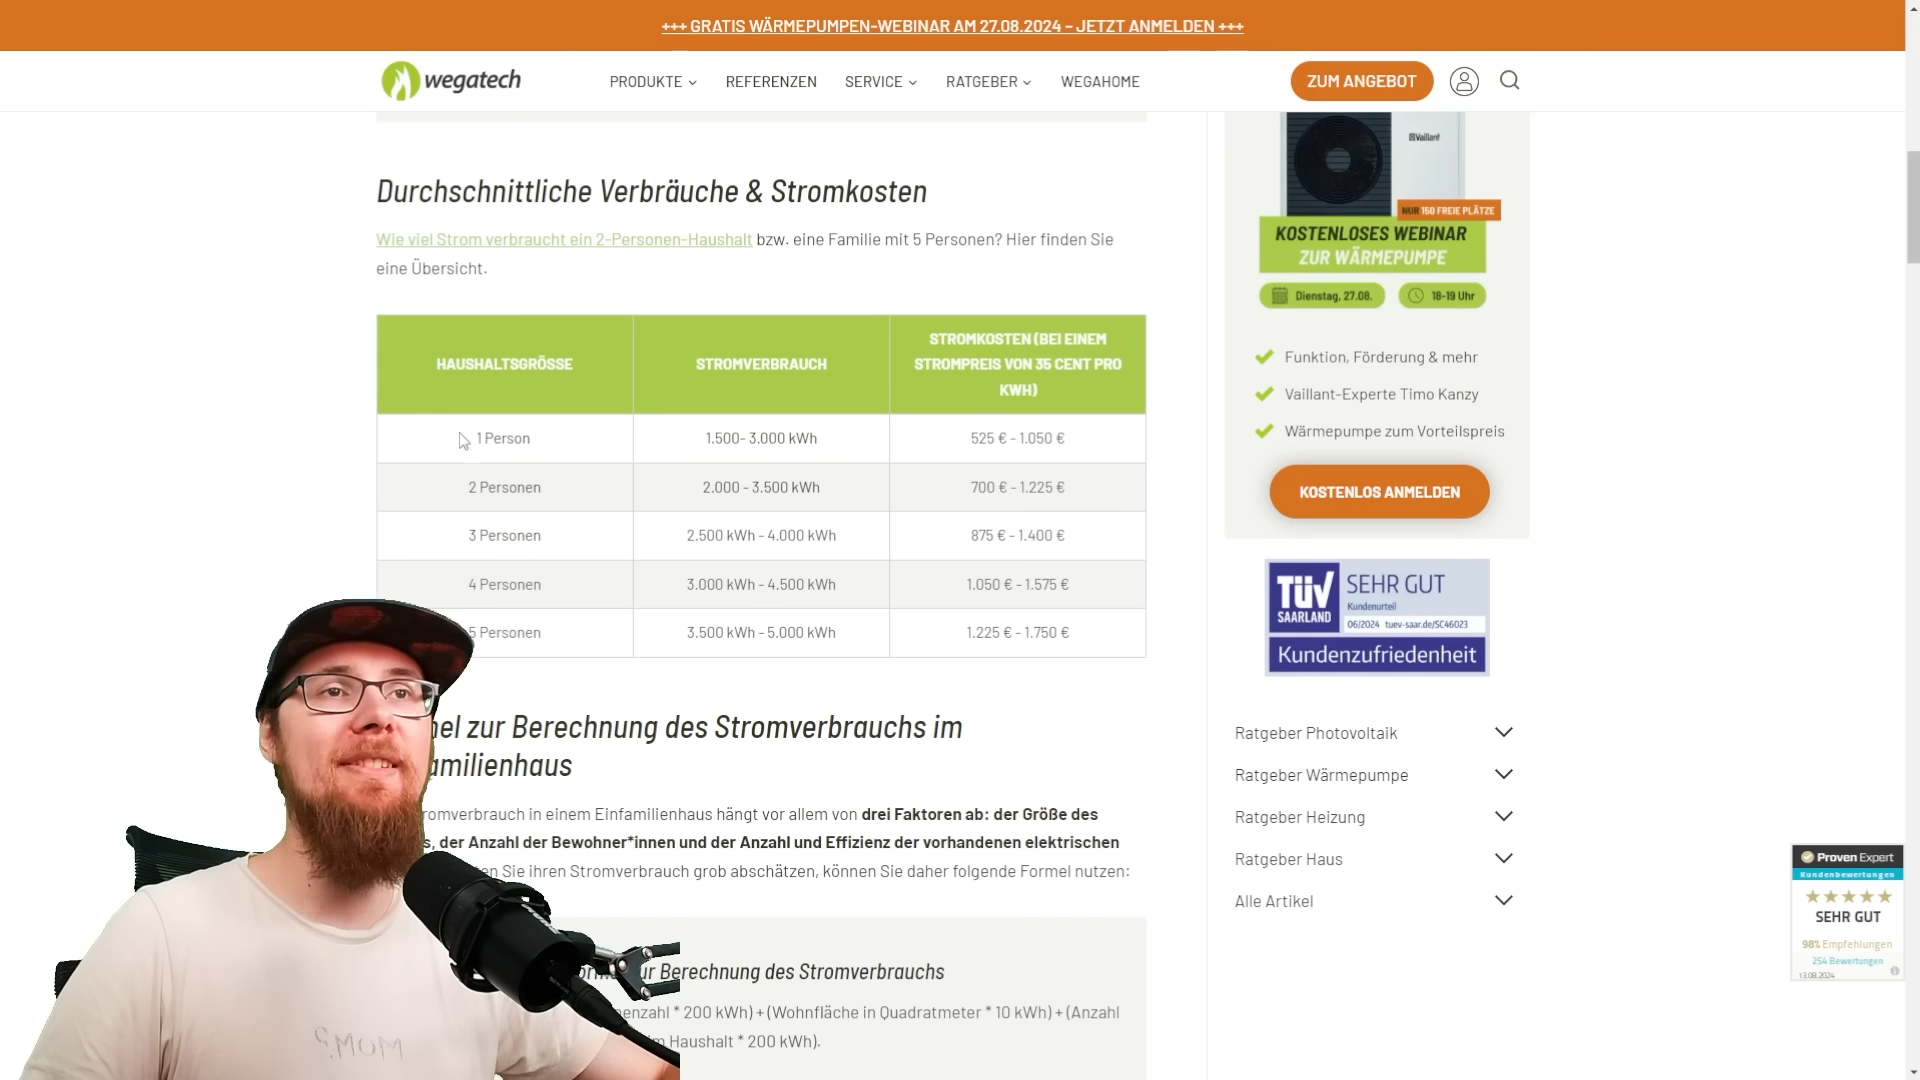 +++ GRATIS WÄRMEPUMPEN-WEBINAR AM 27.08.2024 – JETZT ANMELDEN +++
wegatech
PRODUKTE
REFERENZEN
SERVICE
RATGEBER
WEGAHOME
ZUM ANGEBOT
Durchschnittliche Verbräuche & Stromkosten
Wie viel Strom verbraucht ein 2-Personen-Haushalt bzw. eine Familie mit 5 Personen? Hier finden Sie
eine Übersicht.
HAUSHALTSGRÖSSE
STROMVERBRAUCH
STROMKOSTEN (BEI EINEM
STROMPREIS VON 35 CENT PRO
KWH)
1 Person
1.500- 3.000 kWh
525 € - 1.050 €
2 Personen
2.000 - 3.500 kWh
700 € - 1.225 €
3 Personen
2.500 kWh - 4.000 kWh
875 € - 1.400 €
4 Personen
3.000 kWh - 4.500 kWh
1.050 € - 1.575 €
5 Personen
3.500 kWh - 5.000 kWh
1.225 € - 1.750 €
zur Berechnung des Stromverbrauchs im
amilienhaus
romverbrauch in einem Einfamilienhaus hängt vor allem von drei Faktoren ab: der Größe des
s, der Anzahl der Bewohner*innen und der Anzahl und Effizienz der vorhandenen elektrischen
en Sie ihren Stromverbrauch grob abschätzen, können Sie daher folgende Formel nutzen:
ur Berechnung des Stromverbrauchs
enzahl * 200 kWh) + (Wohnfläche in Quadratmeter * 10 kWh) + (Anzahl
m Haushalt * 200 kWh).
Vaillant
NUR 150 FREIE PLÄTZE
KOSTENLOSES WEBINAR
ZUR WÄRMEPUMPE
Dienstag, 27.08.
18-19 Uhr
Funktion, Förderung & mehr
Vaillant-Experte Timo Kanzy
Wärmepumpe zum Vorteilspreis
KOSTENLOS ANMELDEN
TÜV
SAARLAND
SEHR GUT
Kundenurteil
06/2024 tuev-saar.de/SC46023
Kundenzufriedenheit
Ratgeber Photovoltaik
Ratgeber Wärmepumpe
Ratgeber Heizung
Ratgeber Haus
Alle Artikel
Proven Expert
Kundenbewertungen
SEHR GUT
98% Empfehlungen
254 Bewertungen
13.08.2024
?MOM